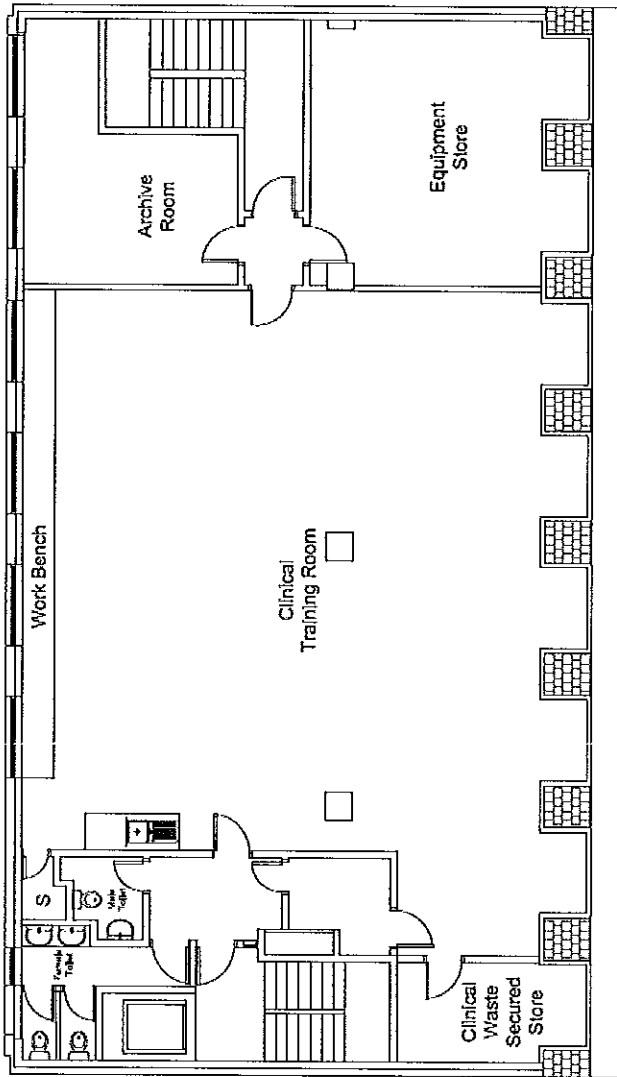 Archive
Room
Equipment
Store
Work Bench
Clinical
Training Room
S
Male
Toilet
Female
Toilet
Clinical
Waste
Secured
Store